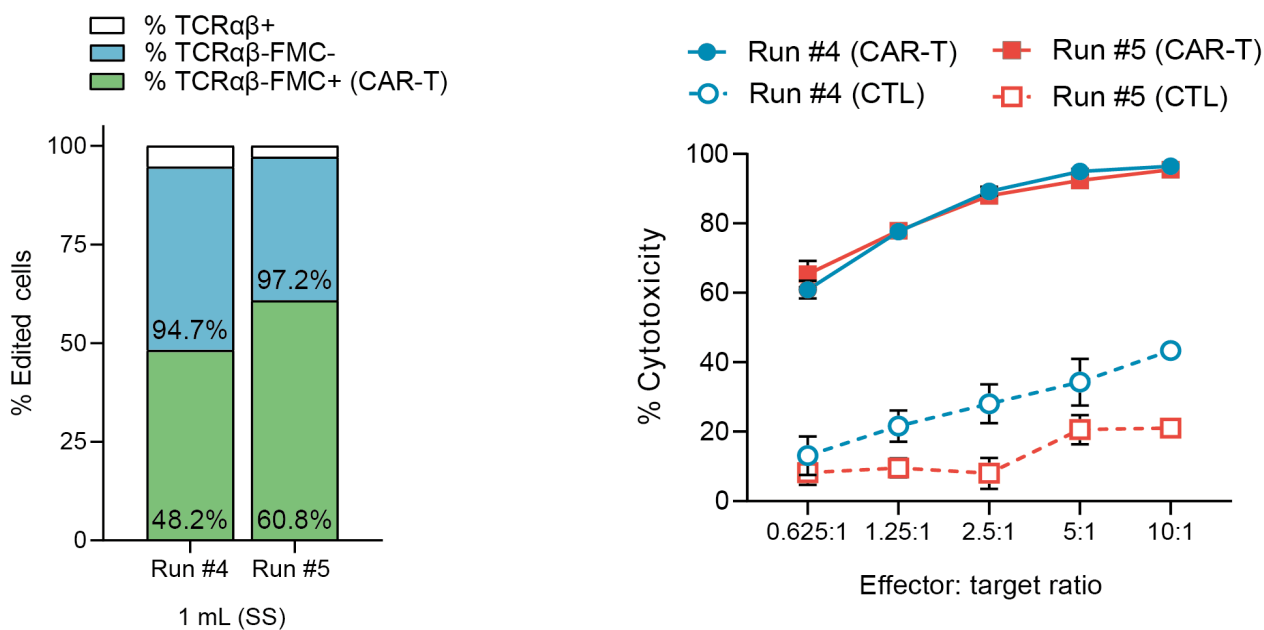 % TCRαβ+
% TCRαβ-FMC-
% TCRαβ-FMC+ (CAR-T)
% Edited cells
100
75
50
25
0
94.7%
97.2%
48.2%
60.8%
Run #4 Run #5
1 mL (SS)
Run #4 (CAR-T) Run #5 (CAR-T)
Run #4 (CTL) Run #5 (CTL)
% Cytotoxicity
100
80
60
40
20
0
0.625:1 1.25:1 2.5:1 5:1 10:1
Effector: target ratio